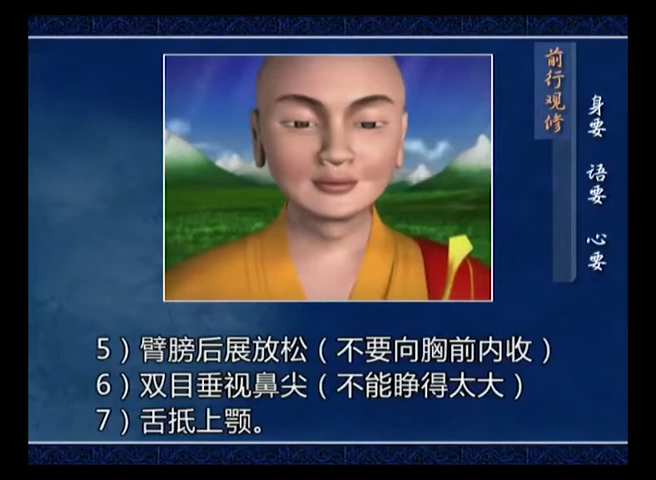 前行观修
身要 语要 心要
5）臂膀后展放松（不要向胸前内收）
6）双目垂视鼻尖（不能睁得太大）
7）舌抵上颚。